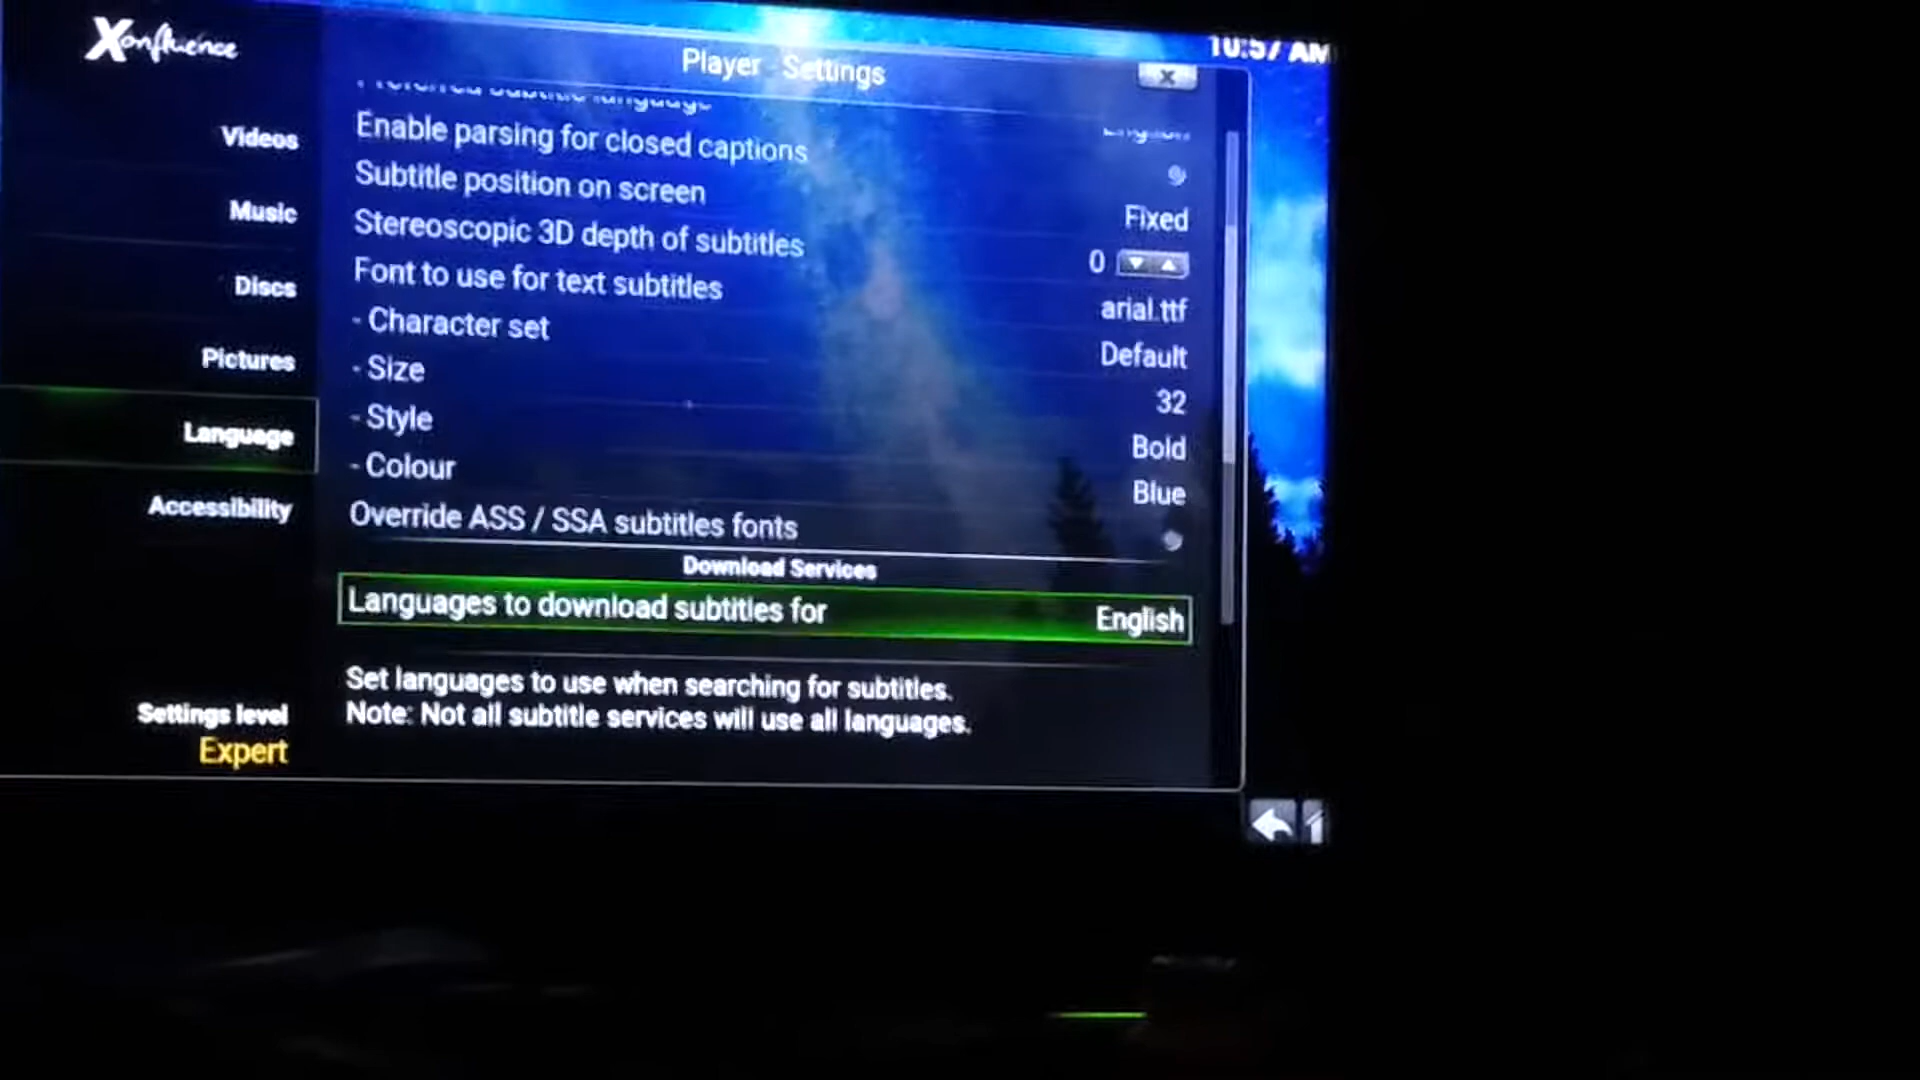 Xonfluence
10:57 AM
Player - Settings
Videos
Music
Discs
Pictures
Language
Accessibility
Settings level
Expert
Preferred subtitle language English
Enable parsing for closed captions
Subtitle position on screen Fixed
Stereoscopic 3D depth of subtitles 0
Font to use for text subtitles arial.ttf
- Character set Default
- Size 32
- Style Bold
- Colour Blue
Override ASS / SSA subtitles fonts
Download Services
Languages to download subtitles for English
Set languages to use when searching for subtitles.
Note: Not all subtitle services will use all languages.